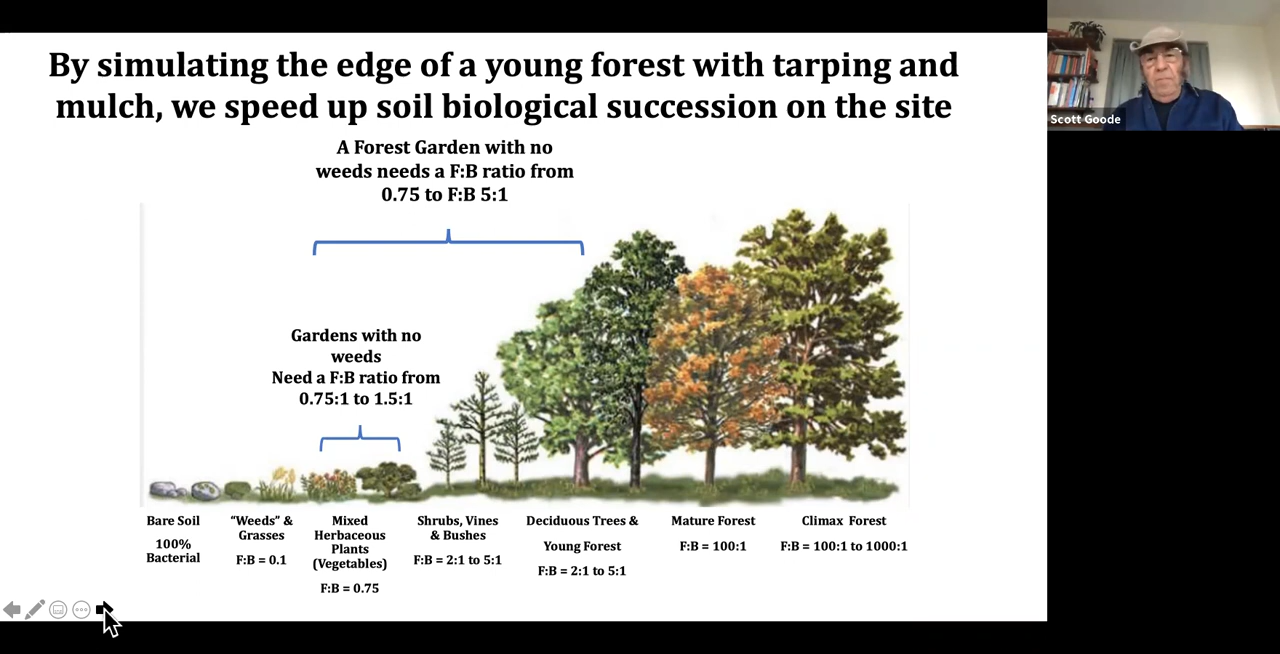 By simulating the edge of a young forest with tarping and
mulch, we speed up soil biological succession on the site
A Forest Garden with no
weeds needs a F:B ratio from
0.75 to F:B 5:1
Gardens with no
weeds
Need a F:B ratio from
0.75:1 to 1.5:1
Bare Soil
100%
Bacterial
“Weeds” &
Grasses
F:B = 0.1
Mixed
Herbaceous
Plants
(Vegetables)
F:B = 0.75
Shrubs, Vines
& Bushes
F:B = 2:1 to 5:1
Deciduous Trees &
Young Forest
F:B = 2:1 to 5:1
Mature Forest
F:B = 100:1
Climax Forest
F:B = 100:1 to 1000:1
Scott Goode